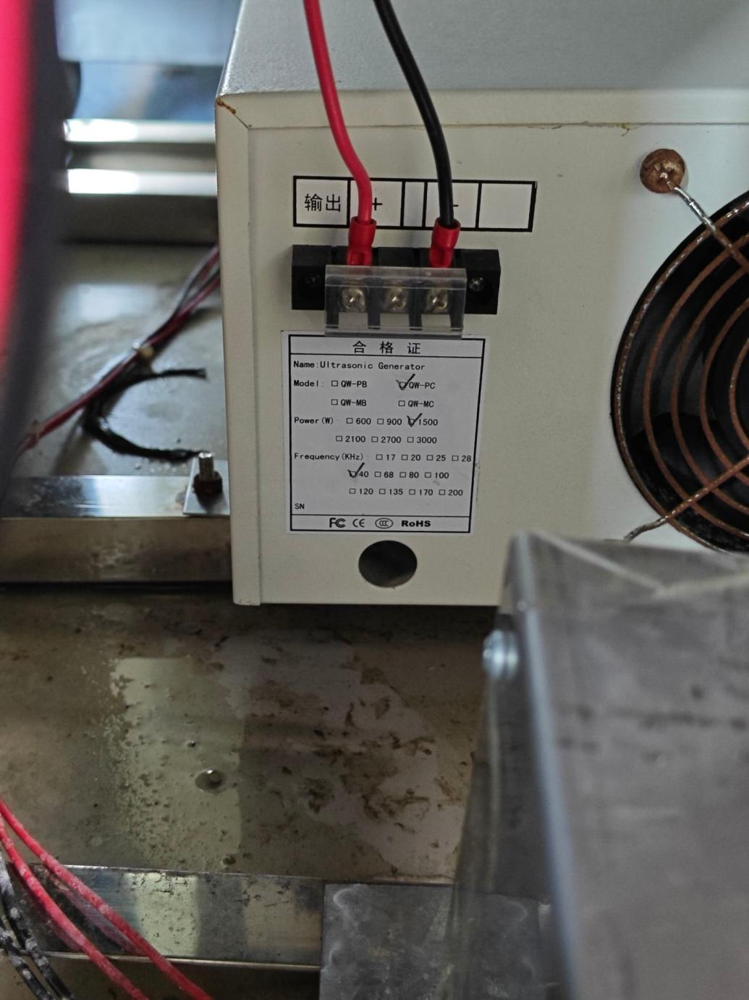 输出 + -
合格证
Name:Ultrasonic Generator
Model: □ QW-PB ☑ QW-PC
□ QW-MB □ QW-MC
Power(W) □ 600 □ 900 ☑ 1500
□ 2100 □ 2700 □ 3000
Frequency(KHz): □ 17 □ 20 □ 25 □ 28
☑ 40 □ 68 □ 80 □ 100
□ 120 □ 135 □ 170 □ 200
SN
FC CE CCC RoHS